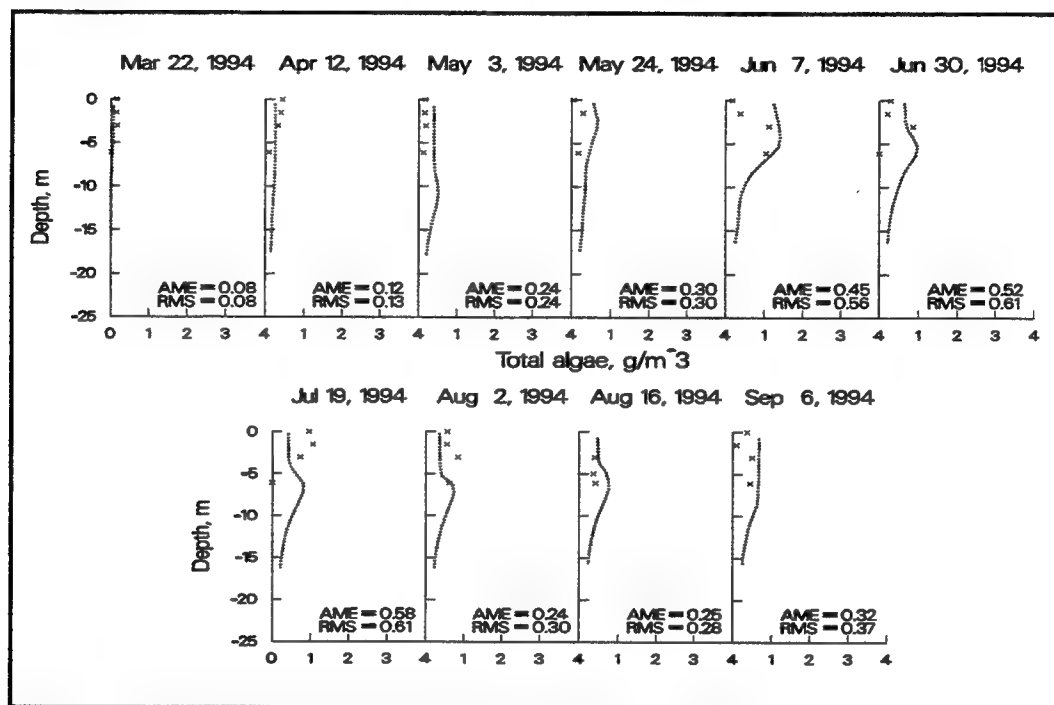 Mar 22, 1994 Apr 12, 1994 May 3, 1994 May 24, 1994 Jun 7, 1994 Jun 30, 1994
0
-5
-10
-15
-20
-25
Depth, m
AME = 0.08 AME = 0.12 AME = 0.24 AME = 0.30 AME = 0.45 AME = 0.52
RMS = 0.08 RMS = 0.13 RMS = 0.24 RMS = 0.30 RMS = 0.56 RMS = 0.61
0 1 2 3 4 1 2 3 4 1 2 3 4 1 2 3 4 1 2 3 4 1 2 3 4
Total algae, g/m^3
Jul 19, 1994 Aug 2, 1994 Aug 16, 1994 Sep 6, 1994
0
-5
-10
-15
-20
-25
Depth, m
AME = 0.58 AME = 0.24 AME = 0.25 AME = 0.32
RMS = 0.61 RMS = 0.30 RMS = 0.28 RMS = 0.37
0 1 2 3 4 1 2 3 4 1 2 3 4 1 2 3 4